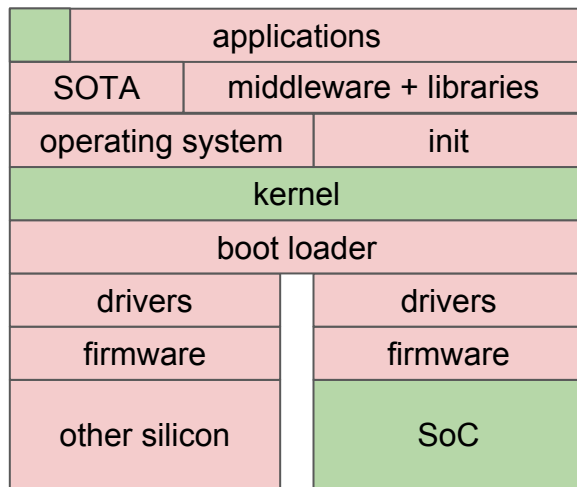 applications
SOTA
middleware + libraries
operating system
init
kernel
boot loader
drivers
drivers
firmware
firmware
other silicon
SoC